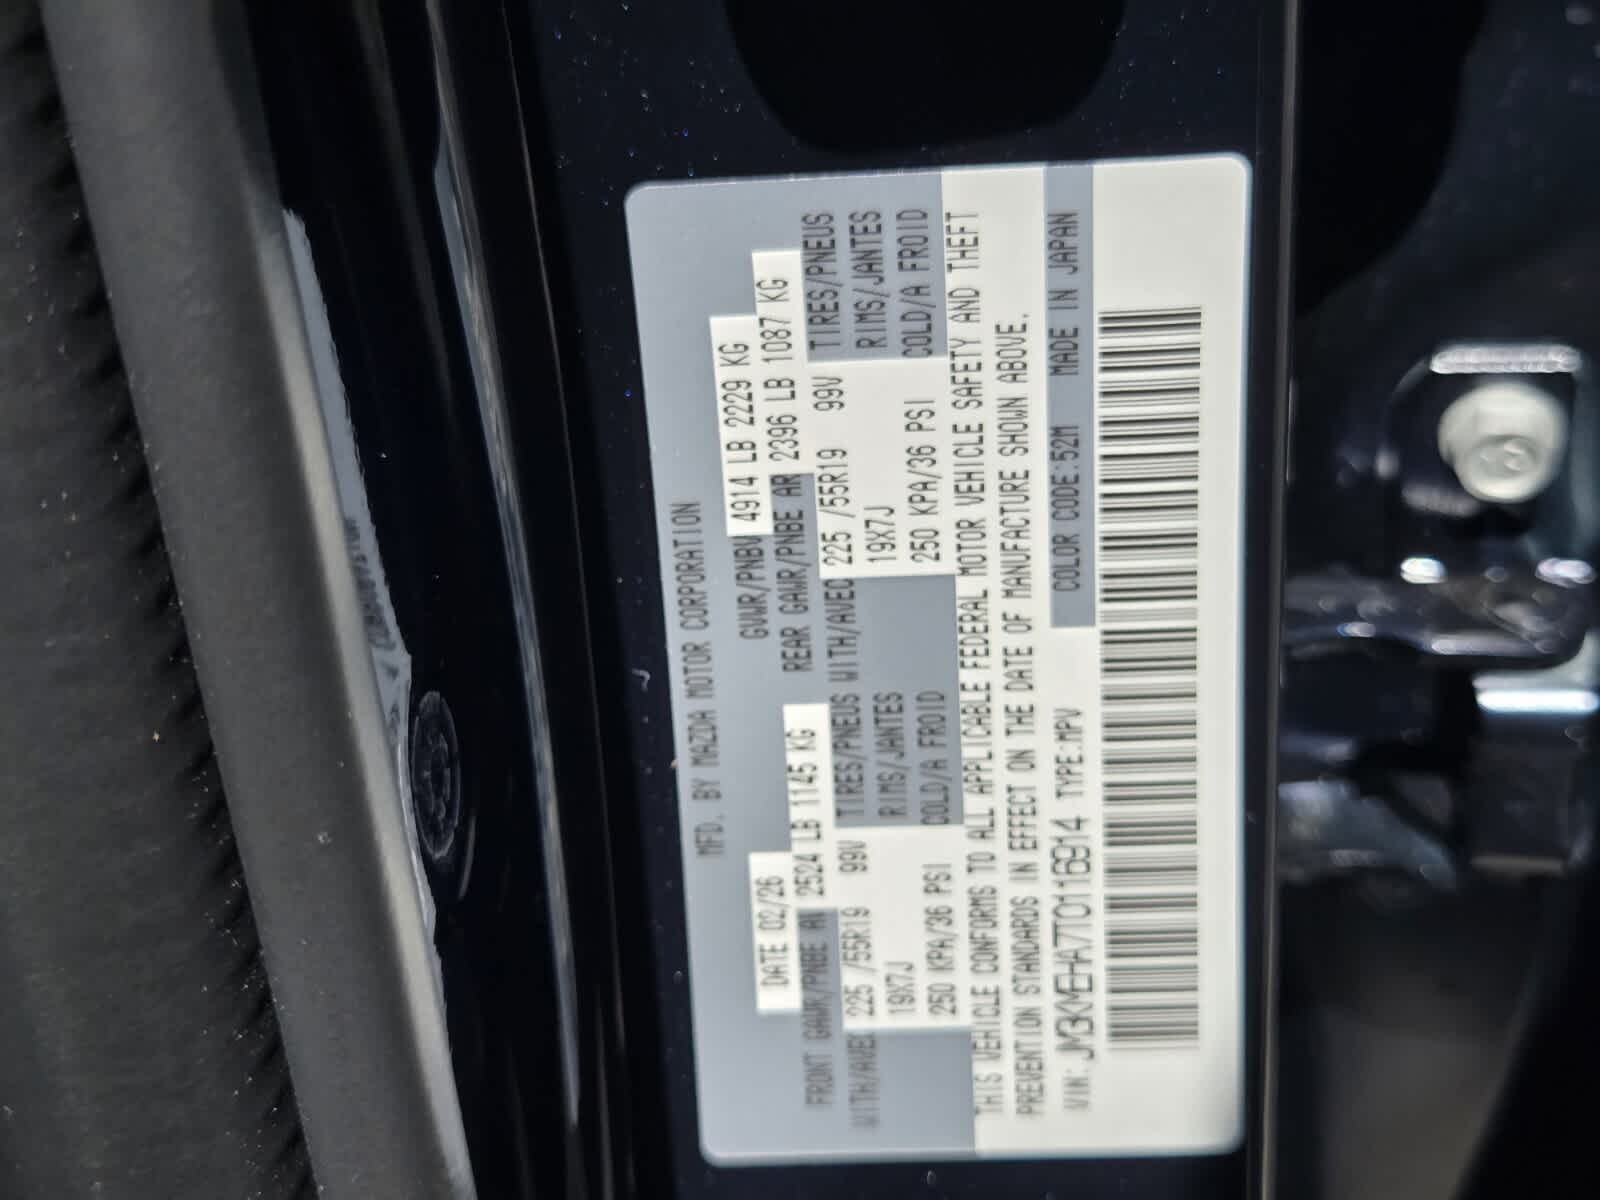 MFD. BY MAZDA MOTOR CORPORATION
DATE 02/26 GVWR/PNBV 4914 LB 2229 KG
FRONT GAWR/PNBE AV 2524 LB 1145 KG REAR GAWR/PNBE AR 2396 LB 1087 KG
WITH/AVEC 225 /55R19 99V TIRES/PNEUS WITH/AVEC 225 /55R19 99V TIRES/PNEUS
19X7J RIMS/JANTES 19X7J RIMS/JANTES
250 KPA/36 PSI COLD/A FROID 250 KPA/36 PSI COLD/A FROID
THIS VEHICLE CONFORMS TO ALL APPLICABLE FEDERAL MOTOR VEHICLE SAFETY AND THEFT
PREVENTION STANDARDS IN EFFECT ON THE DATE OF MANUFACTURE SHOWN ABOVE.
VIN: JM3KMEHA7T0116914 TYPE:MPV COLOR CODE:52M MADE IN JAPAN